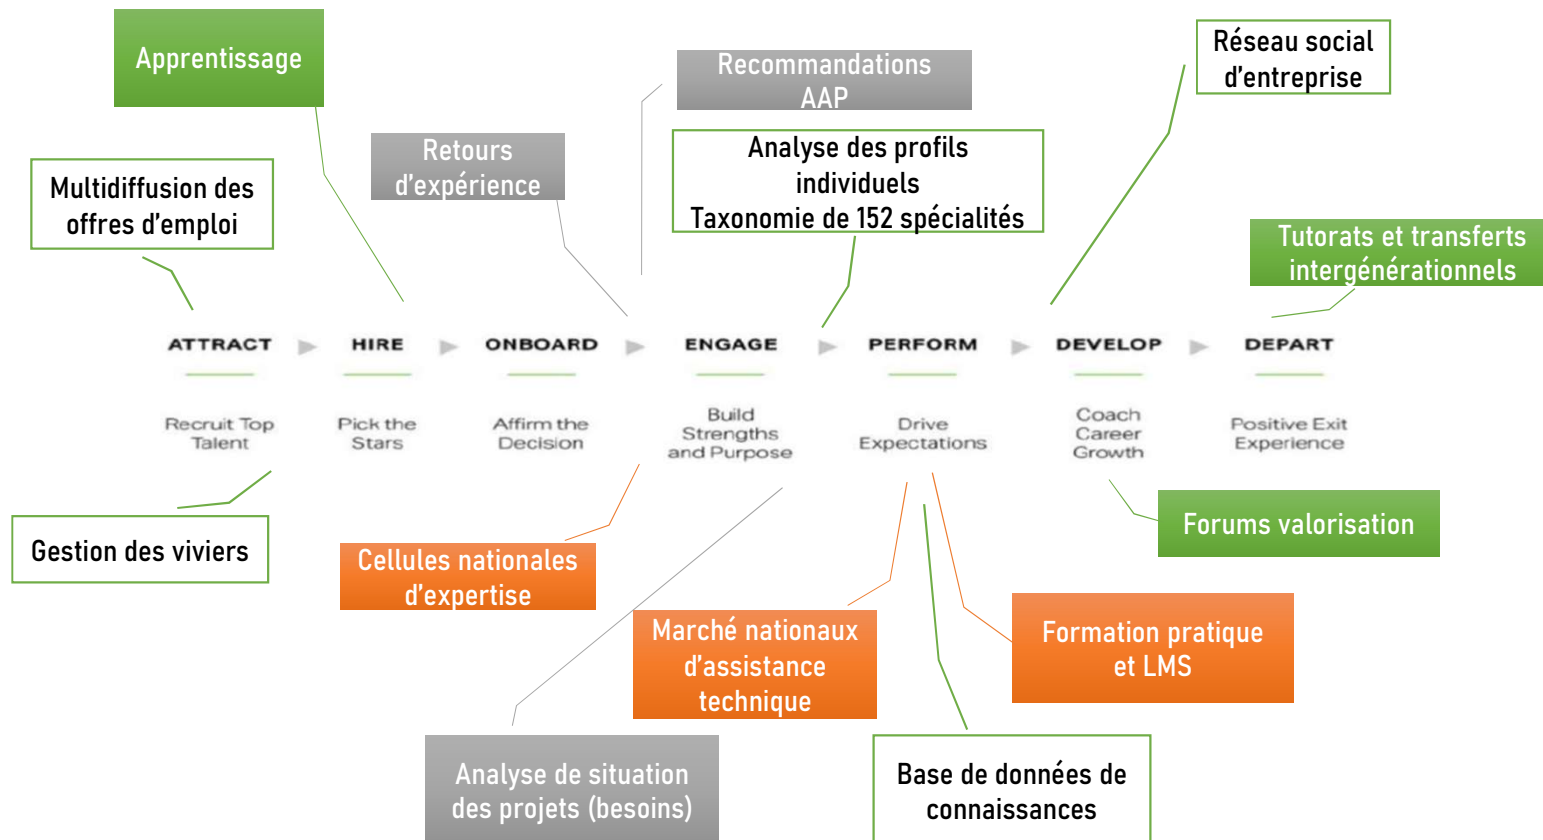 Apprentissage
Recommandations
AAP
Réseau social
d'entreprise
Retours
d'expérience
Analyse des profils
individuels
Taxonomie de 152 spécialités
Multidiffusion des
offres d'emploi
Tutorats et transferts
intergénérationnels
ATTRACT
HIRE
ONBOARD
ENGAGE
PERFORM
DEVELOP
DEPART
Recruit Top
Talent
Pick the
Stars
Affirm the
Decision
Build
Strengths
and Purpose
Drive
Expectations
Coach
Career
Growth
Positive Exit
Experience
Gestion des viviers
Cellules nationales
d'expertise
Forums valorisation
Marché nationaux
d'assistance
technique
Formation pratique
et LMS
Analyse de situation
des projets (besoins)
Base de données de
connaissances